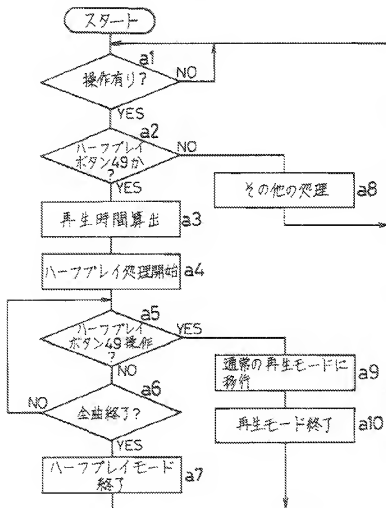 スタート
a1
操作有り?
NO
YES
a2
ハーフプレイ
ボタン49か
?
NO
YES
その他の処理
a8
再生時間算出
a3
ハーフプレイ処理開始
a4
a5
ハーフプレイ
ボタン49操作
?
YES
NO
通常の再生モードに
移行
a9
a6
全曲終了?
NO
YES
再生モード終了
a10
ハーフプレイモード
終了
a7